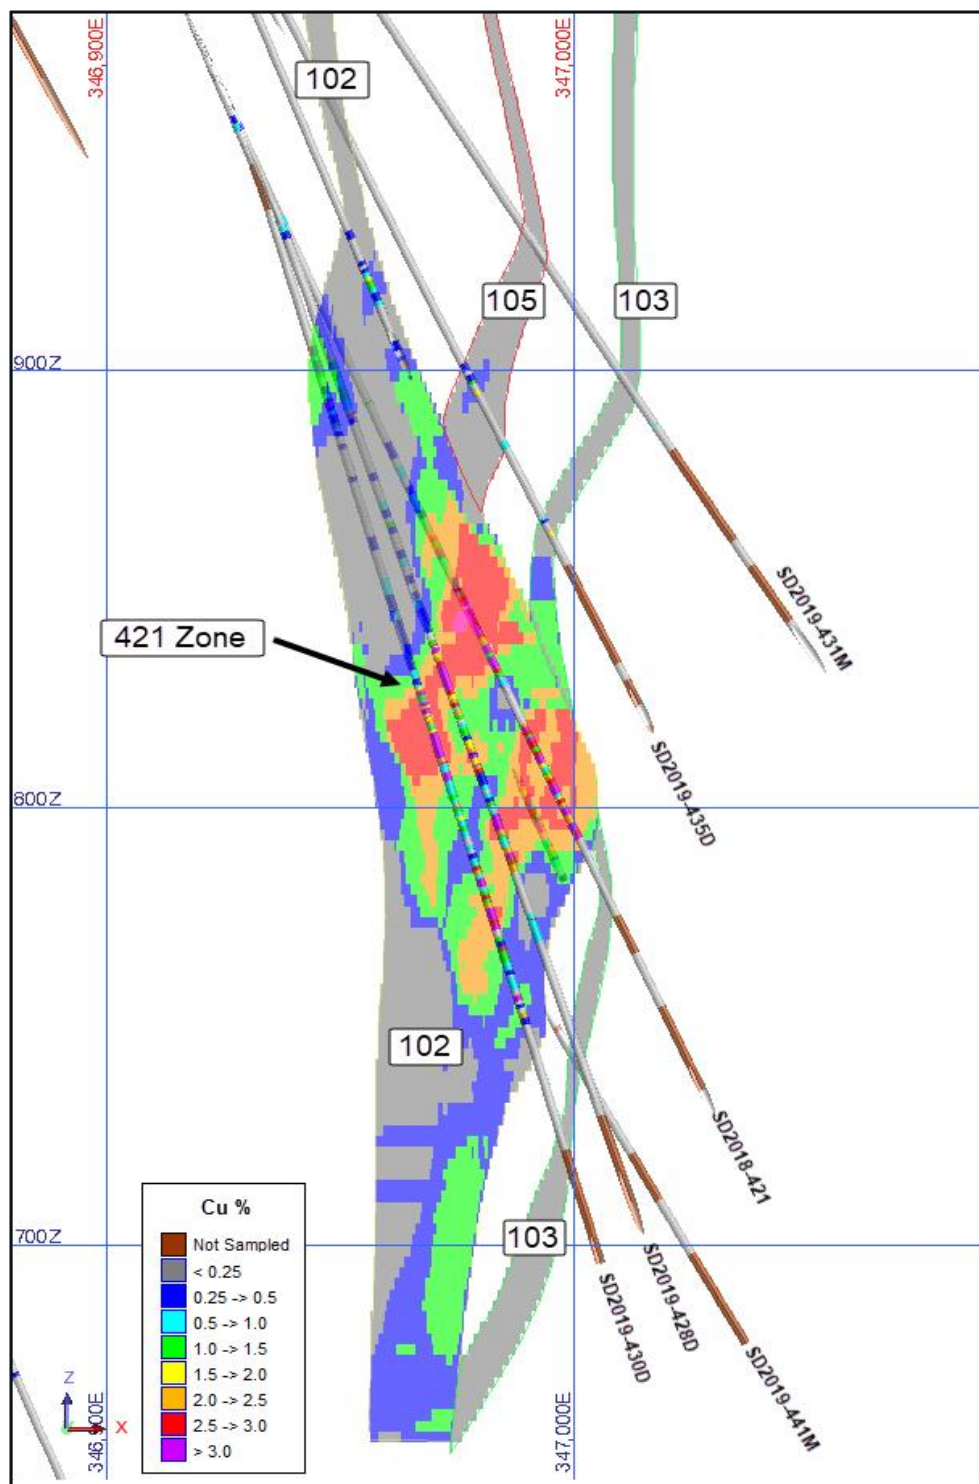 346,900E
347,000E
102
105
103
900Z
421 Zone
SD2019-431M
SD2019-435D
800Z
102
SD2018-421
103
700Z
SD2019-430D
SD2019-428D
SD2019-441M
Cu %
Not Sampled
< 0.25
0.25 -> 0.5
0.5 -> 1.0
1.0 -> 1.5
1.5 -> 2.0
2.0 -> 2.5
2.5 -> 3.0
> 3.0
Z
X
346,900E
347,000E